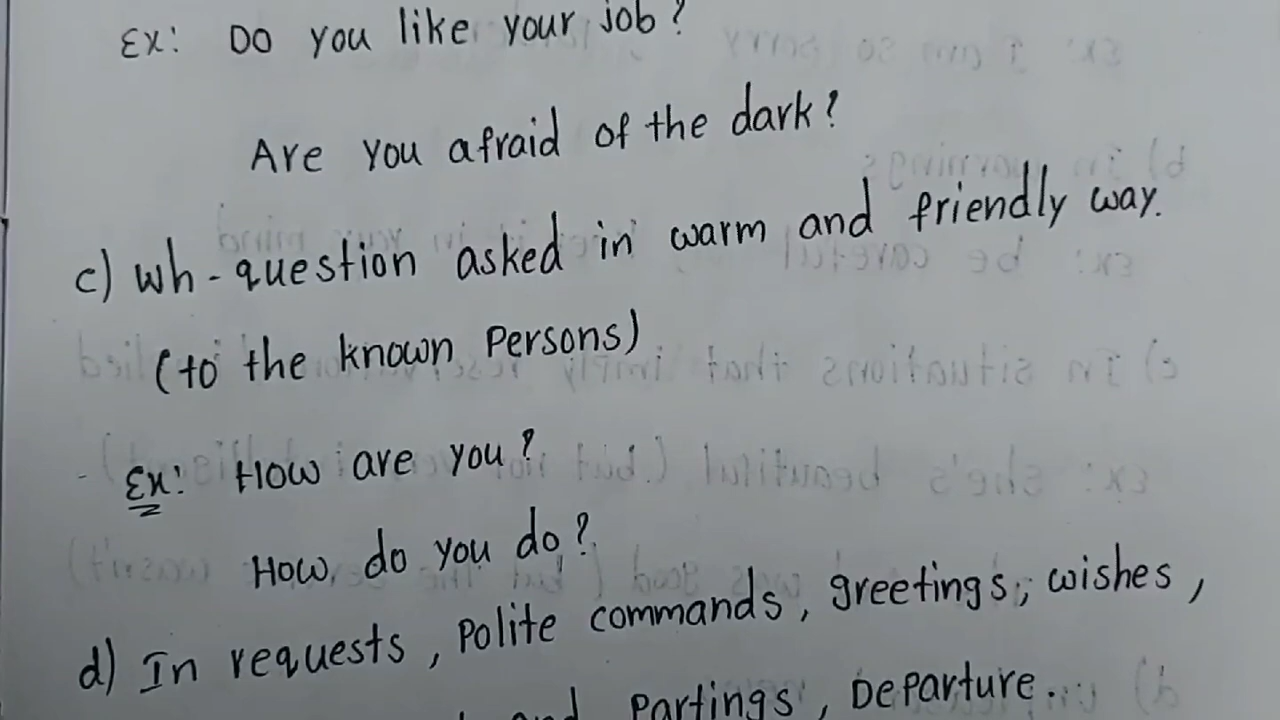 Ex: Do you like your job?
Are you afraid of the dark?
c) Wh-question asked in warm and friendly way.
(to the known Persons)
Ex: How are you?
How do you do?
d) In requests, Polite commands, greetings, wishes,
and Partings, Departure.